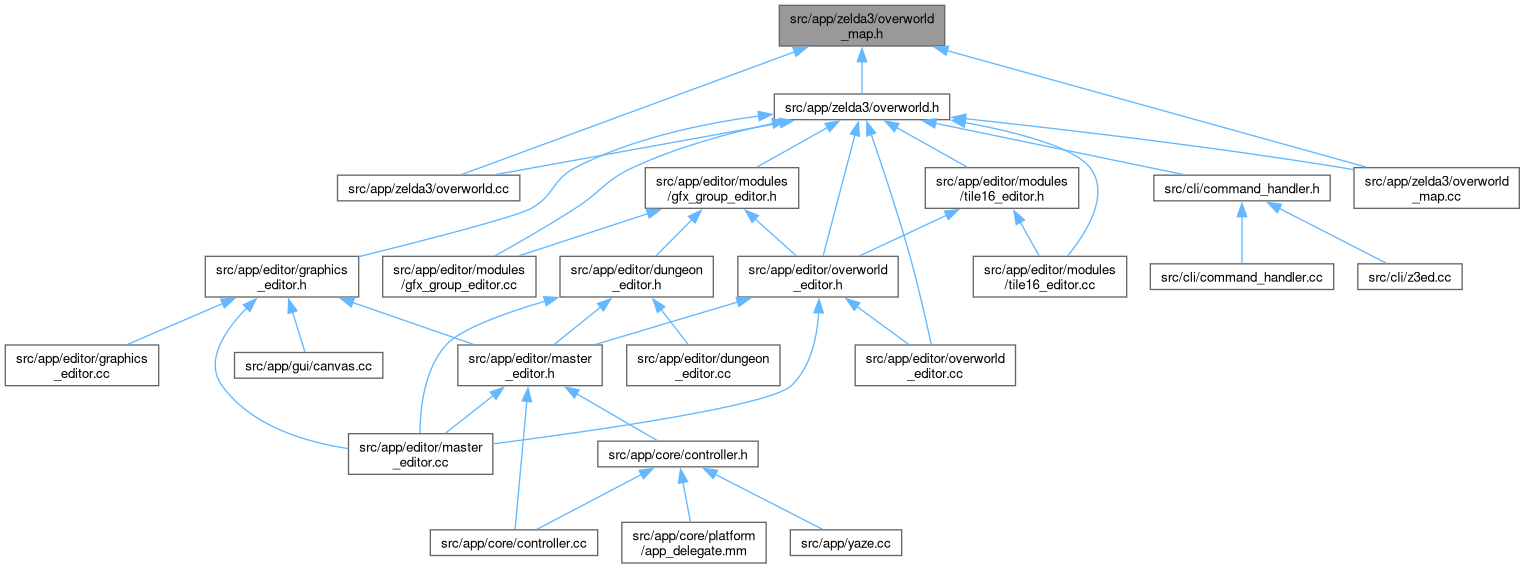 src/app/zelda3/overworld
_map.h
src/app/zelda3/overworld.h
src/app/zelda3/overworld.cc
src/app/editor/modules
/gfx_group_editor.h
src/app/editor/modules
/tile16_editor.h
src/cli/command_handler.h
src/app/zelda3/overworld
_map.cc
src/app/editor/graphics
_editor.h
src/app/editor/modules
/gfx_group_editor.cc
src/app/editor/dungeon
_editor.h
src/app/editor/overworld
_editor.h
src/app/editor/modules
/tile16_editor.cc
src/cli/command_handler.cc
src/cli/z3ed.cc
src/app/editor/graphics
_editor.cc
src/app/gui/canvas.cc
src/app/editor/master
_editor.h
src/app/editor/dungeon
_editor.cc
src/app/editor/overworld
_editor.cc
src/app/editor/master
_editor.cc
src/app/core/controller.h
src/app/core/controller.cc
src/app/core/platform
/app_delegate.mm
src/app/yaze.cc